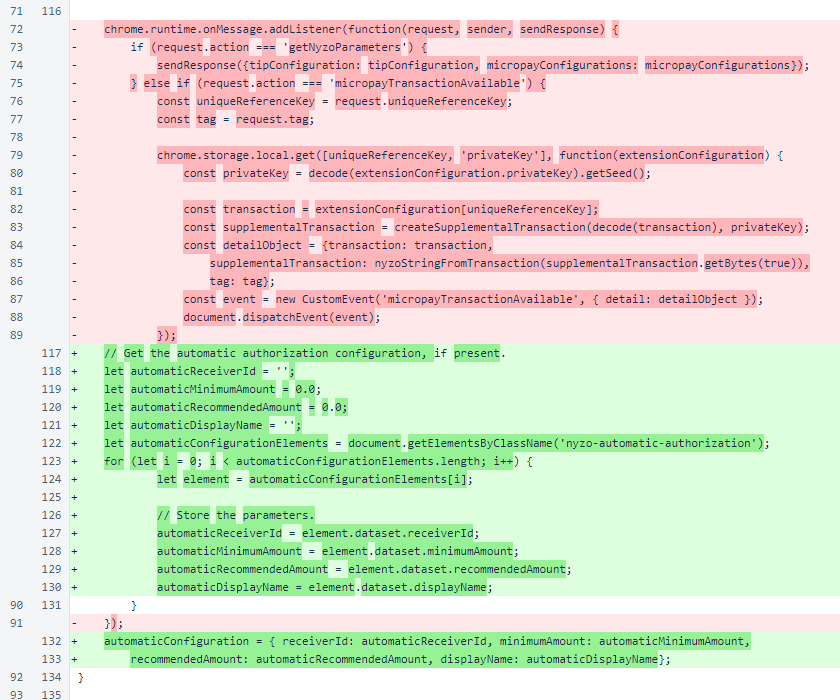 71 116
72 - chrome.runtime.onMessage.addListener(function(request, sender, sendResponse) {
73 - if (request.action === 'getNyzoParameters') {
74 - sendResponse({tipConfiguration: tipConfiguration, micropayConfigurations: micropayConfigurations});
75 - } else if (request.action === 'micropayTransactionAvailable') {
76 - const uniqueReferenceKey = request.uniqueReferenceKey;
77 - const tag = request.tag;
78 -
79 - chrome.storage.local.get([uniqueReferenceKey, 'privateKey'], function(extensionConfiguration) {
80 - const privateKey = decode(extensionConfiguration.privateKey).getSeed();
81 -
82 - const transaction = extensionConfiguration[uniqueReferenceKey];
83 - const supplementalTransaction = createSupplementalTransaction(decode(transaction), privateKey);
84 - const detailObject = {transaction: transaction,
85 - supplementalTransaction: nyzoStringFromTransaction(supplementalTransaction.getBytes(true)),
86 - tag: tag};
87 - const event = new CustomEvent('micropayTransactionAvailable', { detail: detailObject });
88 - document.dispatchEvent(event);
89 - });
117 + // Get the automatic authorization configuration, if present.
118 + let automaticReceiverId = '';
119 + let automaticMinimumAmount = 0.0;
120 + let automaticRecommendedAmount = 0.0;
121 + let automaticDisplayName = '';
122 + let automaticConfigurationElements = document.getElementsByClassName('nyzo-automatic-authorization');
123 + for (let i = 0; i < automaticConfigurationElements.length; i++) {
124 + let element = automaticConfigurationElements[i];
125 +
126 + // Store the parameters.
127 + automaticReceiverId = element.dataset.receiverId;
128 + automaticMinimumAmount = element.dataset.minimumAmount;
129 + automaticRecommendedAmount = element.dataset.recommendedAmount;
130 + automaticDisplayName = element.dataset.displayName;
90 131 }
91 - });
132 + automaticConfiguration = { receiverId: automaticReceiverId, minimumAmount: automaticMinimumAmount,
133 + recommendedAmount: automaticRecommendedAmount, displayName: automaticDisplayName};
92 134 }
93 135